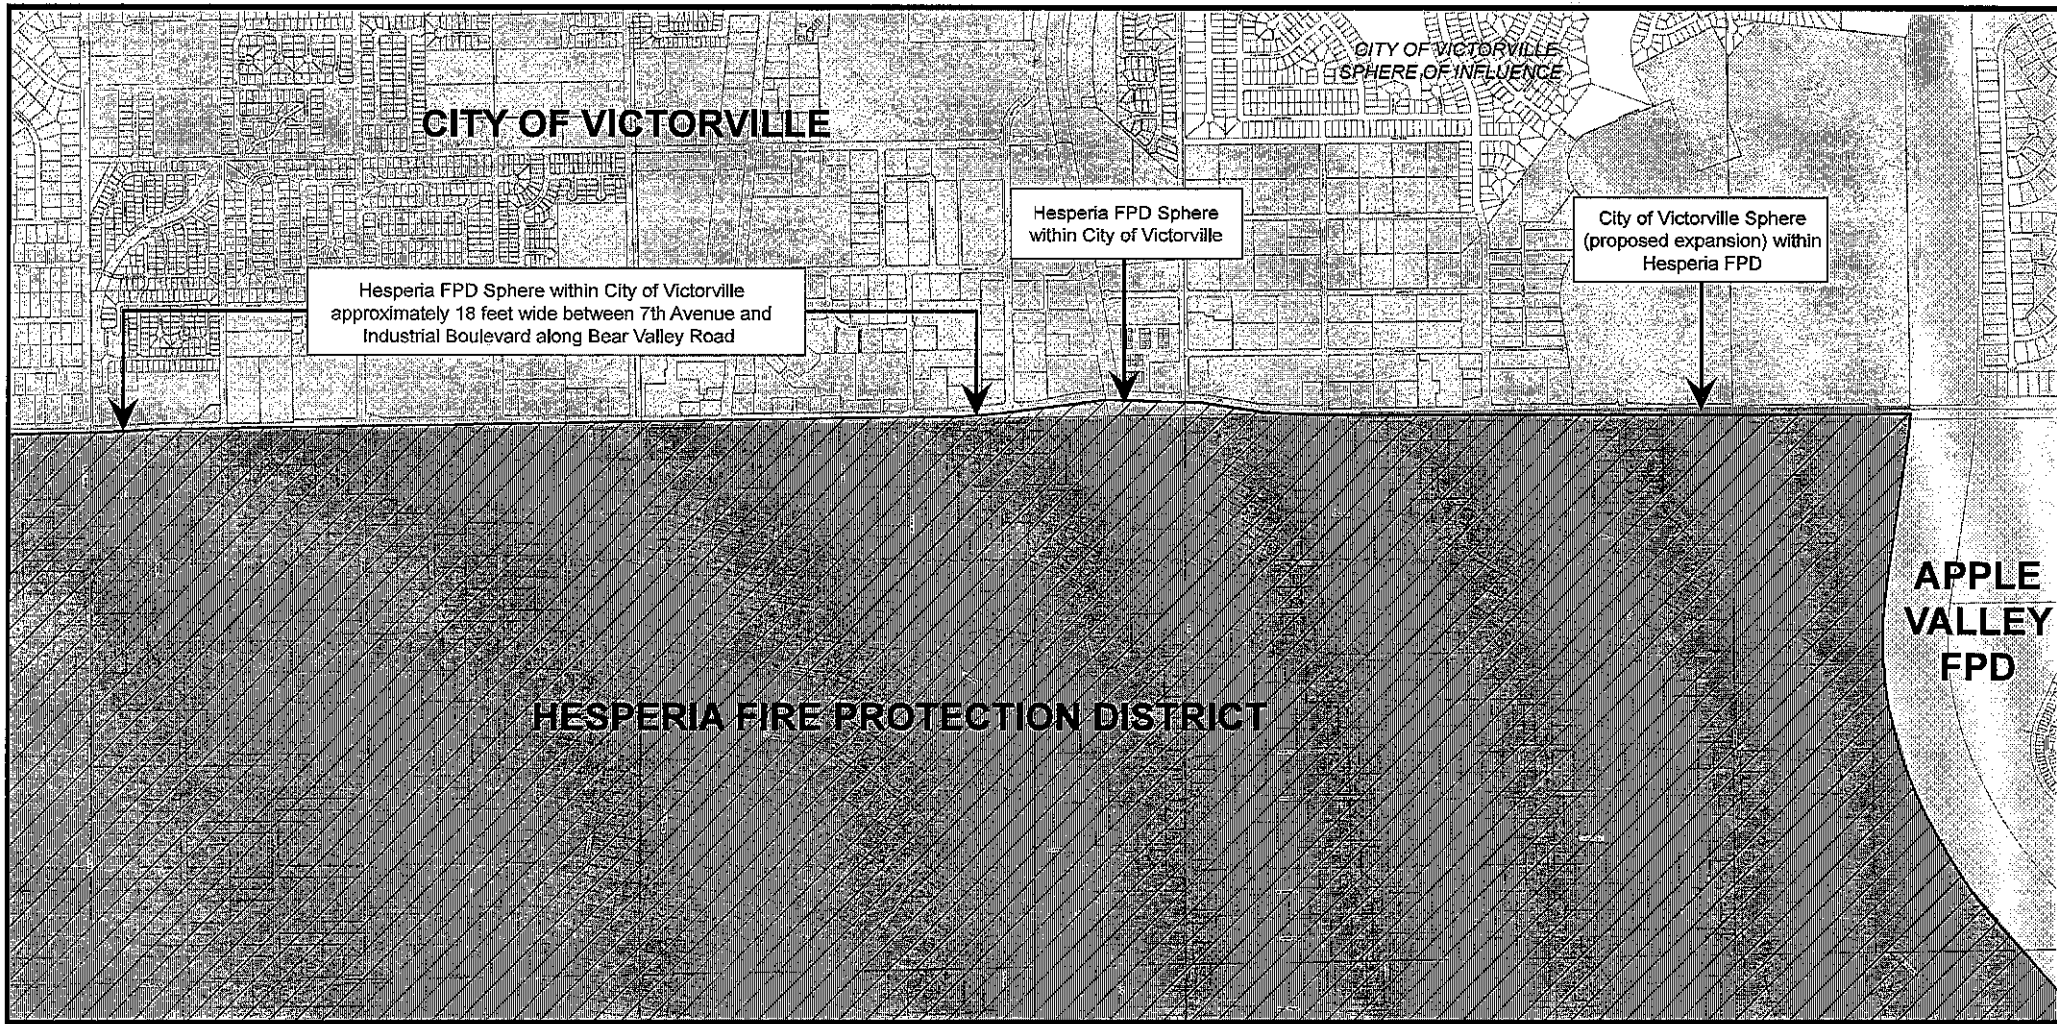 CITY OF VICTORVILLE
SPHERE OF INFLUENCE
CITY OF VICTORVILLE
Hesperia FPD Sphere
within City of Victorville
City of Victorville Sphere
(proposed expansion) within
Hesperia FPD
Hesperia FPD Sphere within City of Victorville
approximately 18 feet wide between 7th Avenue and
Industrial Boulevard along Bear Valley Road
APPLE
VALLEY
FPD
HESPERIA FIRE PROTECTION DISTRICT